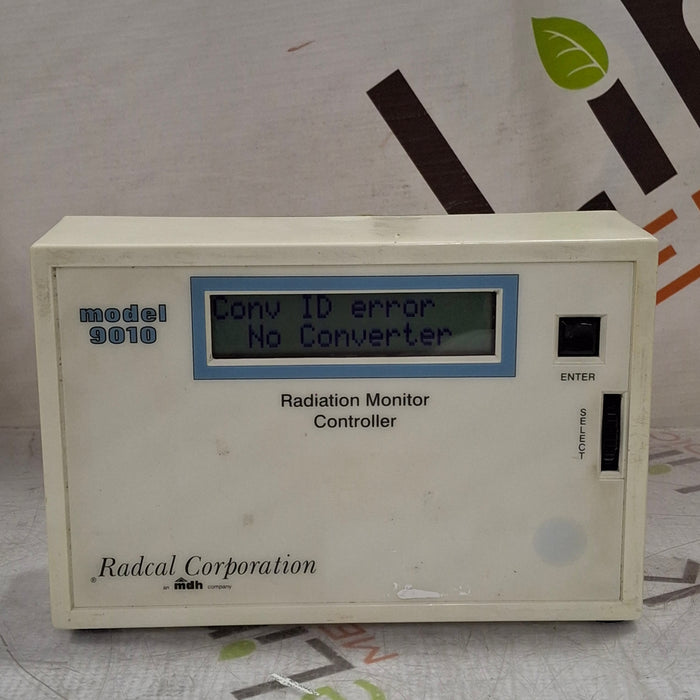 model
9010
Conv ID error
No Converter
ENTER
Radiation Monitor
Controller
SELECT
® Radcal Corporation
an mdh company